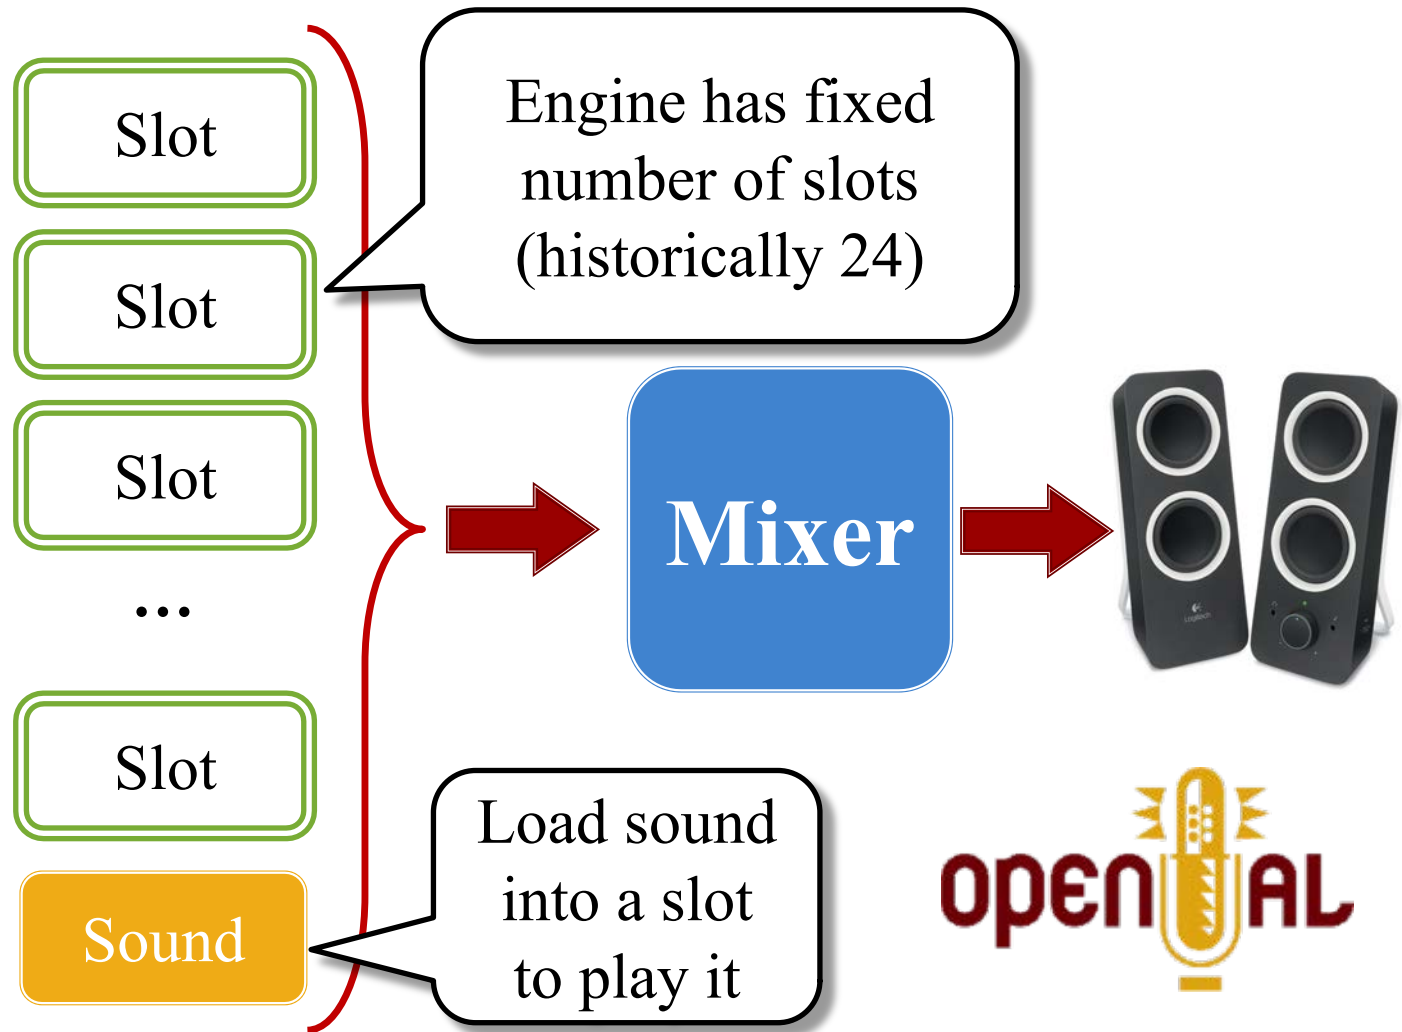 Slot
Slot
Slot
...
Slot
Sound
Engine has fixed
number of slots
(historically 24)
Mixer
Load sound
into a slot
to play it
Logitech
OPENAL